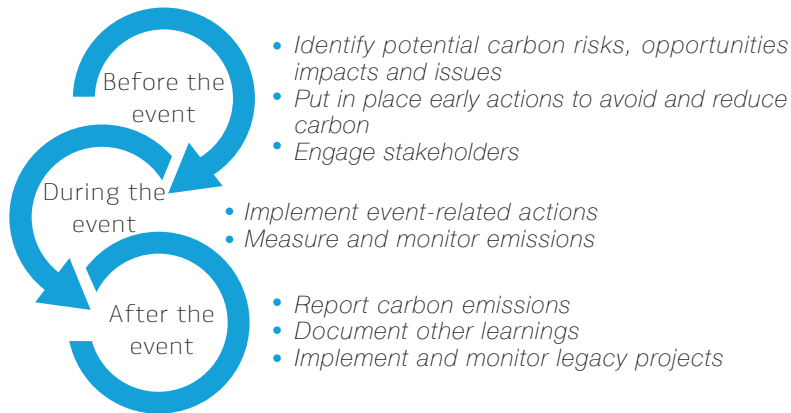 Before the
event
• Identify potential carbon risks, opportunities
impacts and issues
• Put in place early actions to avoid and reduce
carbon
• Engage stakeholders
During the
event
• Implement event-related actions
• Measure and monitor emissions
After the
event
• Report carbon emissions
• Document other learnings
• Implement and monitor legacy projects